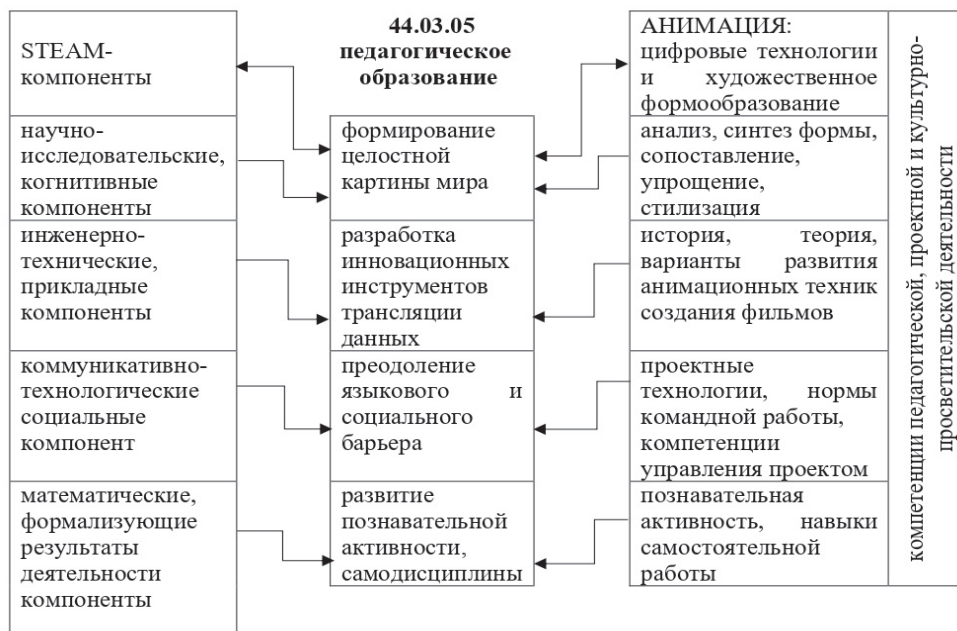 STEAM-
компоненты
научно-
исследовательские,
когнитивные
компоненты
инженерно-
технические,
прикладные
компоненты
коммуникативно-
технологические
социальные
компонент
математические,
формализующие
результаты
деятельности
компоненты
44.03.05
педагогическое
образование
формирование
целостной
картины мира
разработка
инновационных
инструментов
трансляции
данных
преодоление
языкового и
социального
барьера
развитие
познавательной
активности,
самодисциплины
АНИМАЦИЯ:
цифровые технологии
и художественное
формообразование
анализ, синтез формы,
сопоставление,
упрощение,
стилизация
история, теория,
варианты развития
анимационных техник
создания фильмов
проектные
технологии, нормы
командной работы,
компетенции
управления проектом
познавательная
активность, навыки
самостоятельной
работы
компетенции педагогической, проектной и культурно-
просветительской деятельности